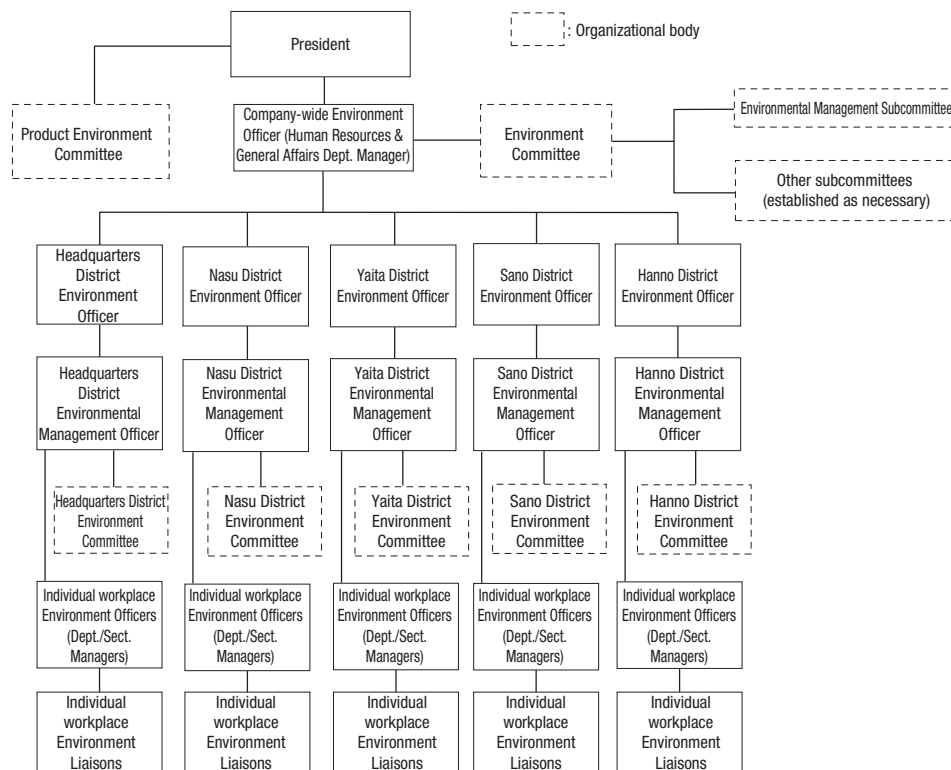 President
: Organizational body
Product Environment
Committee
Company-wide Environment
Officer (Human Resources &
General Affairs Dept. Manager)
Environment
Committee
Environmental Management Subcommittee
Other subcommittees
(established as necessary)
Headquarters
District
Environment
Officer
Nasu District
Environment Officer
Yaita District
Environment Officer
Sano District
Environment Officer
Hanno District
Environment Officer
Headquarters
District
Environmental
Management Officer
Nasu District
Environmental
Management
Officer
Yaita District
Environmental
Management
Officer
Sano District
Environmental
Management
Officer
Hanno District
Environmental
Management
Officer
Headquarters District
Environment
Committee
Nasu District
Environment
Committee
Yaita District
Environment
Committee
Sano District
Environment
Committee
Hanno District
Environment
Committee
Individual workplace
Environment Officers
(Dept./Sect.
Managers)
Individual workplace
Environment Officers
(Dept./Sect.
Managers)
Individual workplace
Environment Officers
(Dept./Sect.
Managers)
Individual workplace
Environment Officers
(Dept./Sect.
Managers)
Individual workplace
Environment Officers
(Dept./Sect.
Managers)
Individual
workplace
Environment
Liaisons
Individual
workplace
Environment
Liaisons
Individual
workplace
Environment
Liaisons
Individual
workplace
Environment
Liaisons
Individual
workplace
Environment
Liaisons